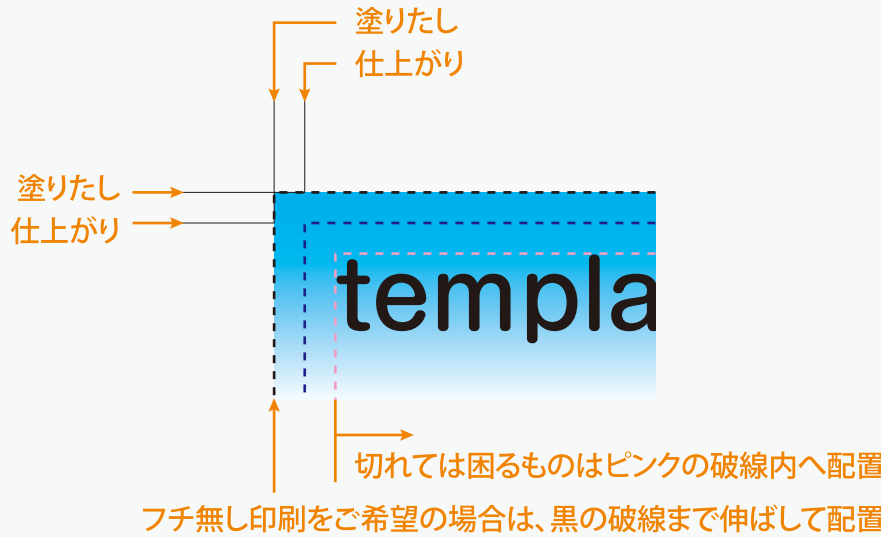 塗りたし
仕上がり
塗りたし
仕上がり
templa
切れては困るものはピンクの破線内へ配置
フチ無し印刷をご希望の場合は、黒の破線まで伸ばして配置